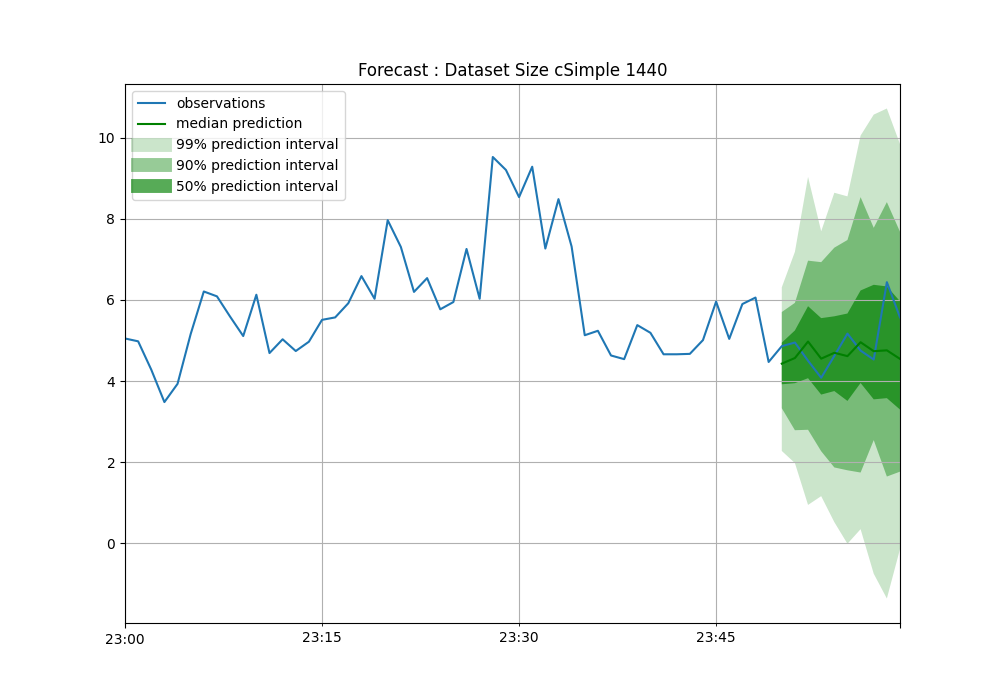 Forecast : Dataset Size cSimple 1440
observations
median prediction
99% prediction interval
90% prediction interval
50% prediction interval
10
8
6
4
2
0
23:00 23:15 23:30 23:45